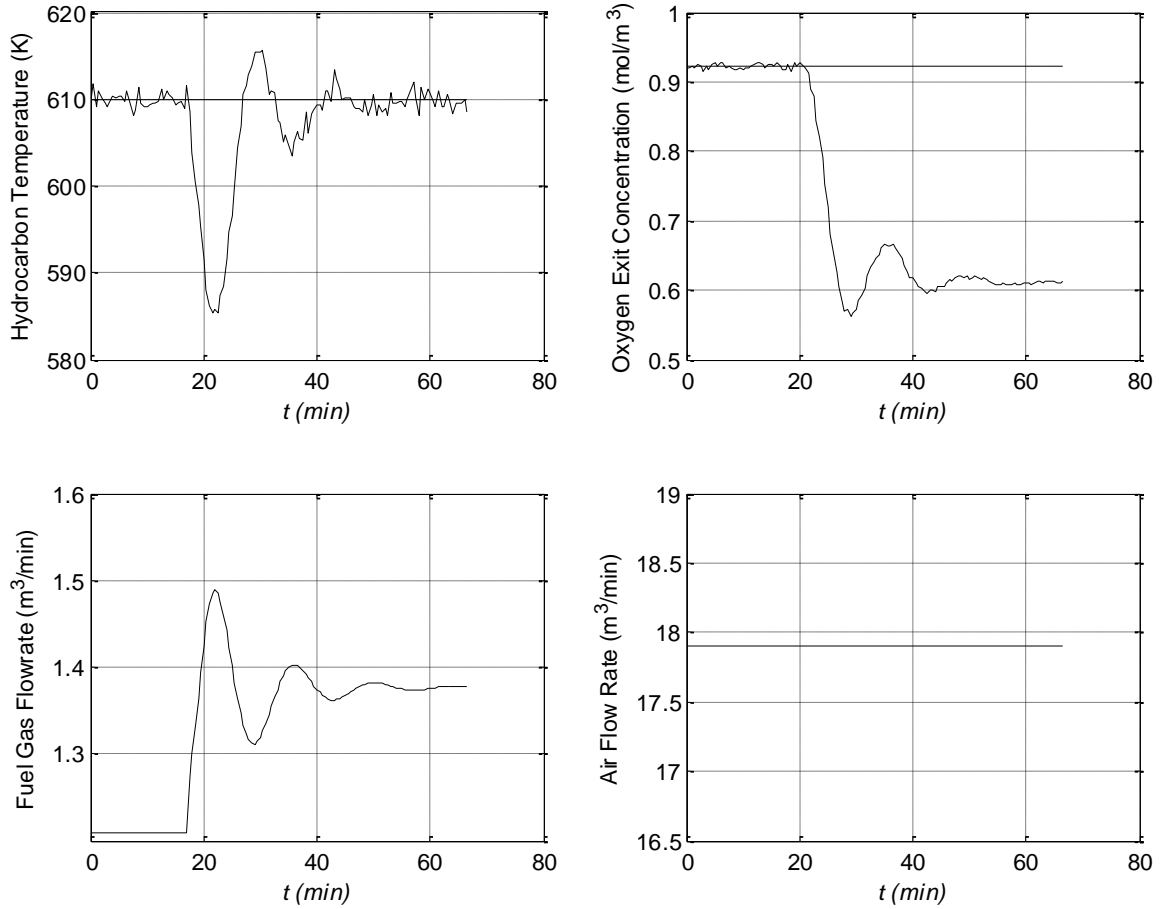 Hydrocarbon Temperature (K)
620
610
600
590
580
0 20 40 60 80
t (min)
Oxygen Exit Concentration (mol/m³)
1
0.9
0.8
0.7
0.6
0.5
0 20 40 60 80
t (min)
Fuel Gas Flowrate (m³/min)
1.6
1.5
1.4
1.3
0 20 40 60 80
t (min)
Air Flow Rate (m³/min)
19
18.5
18
17.5
17
16.5
0 20 40 60 80
t (min)